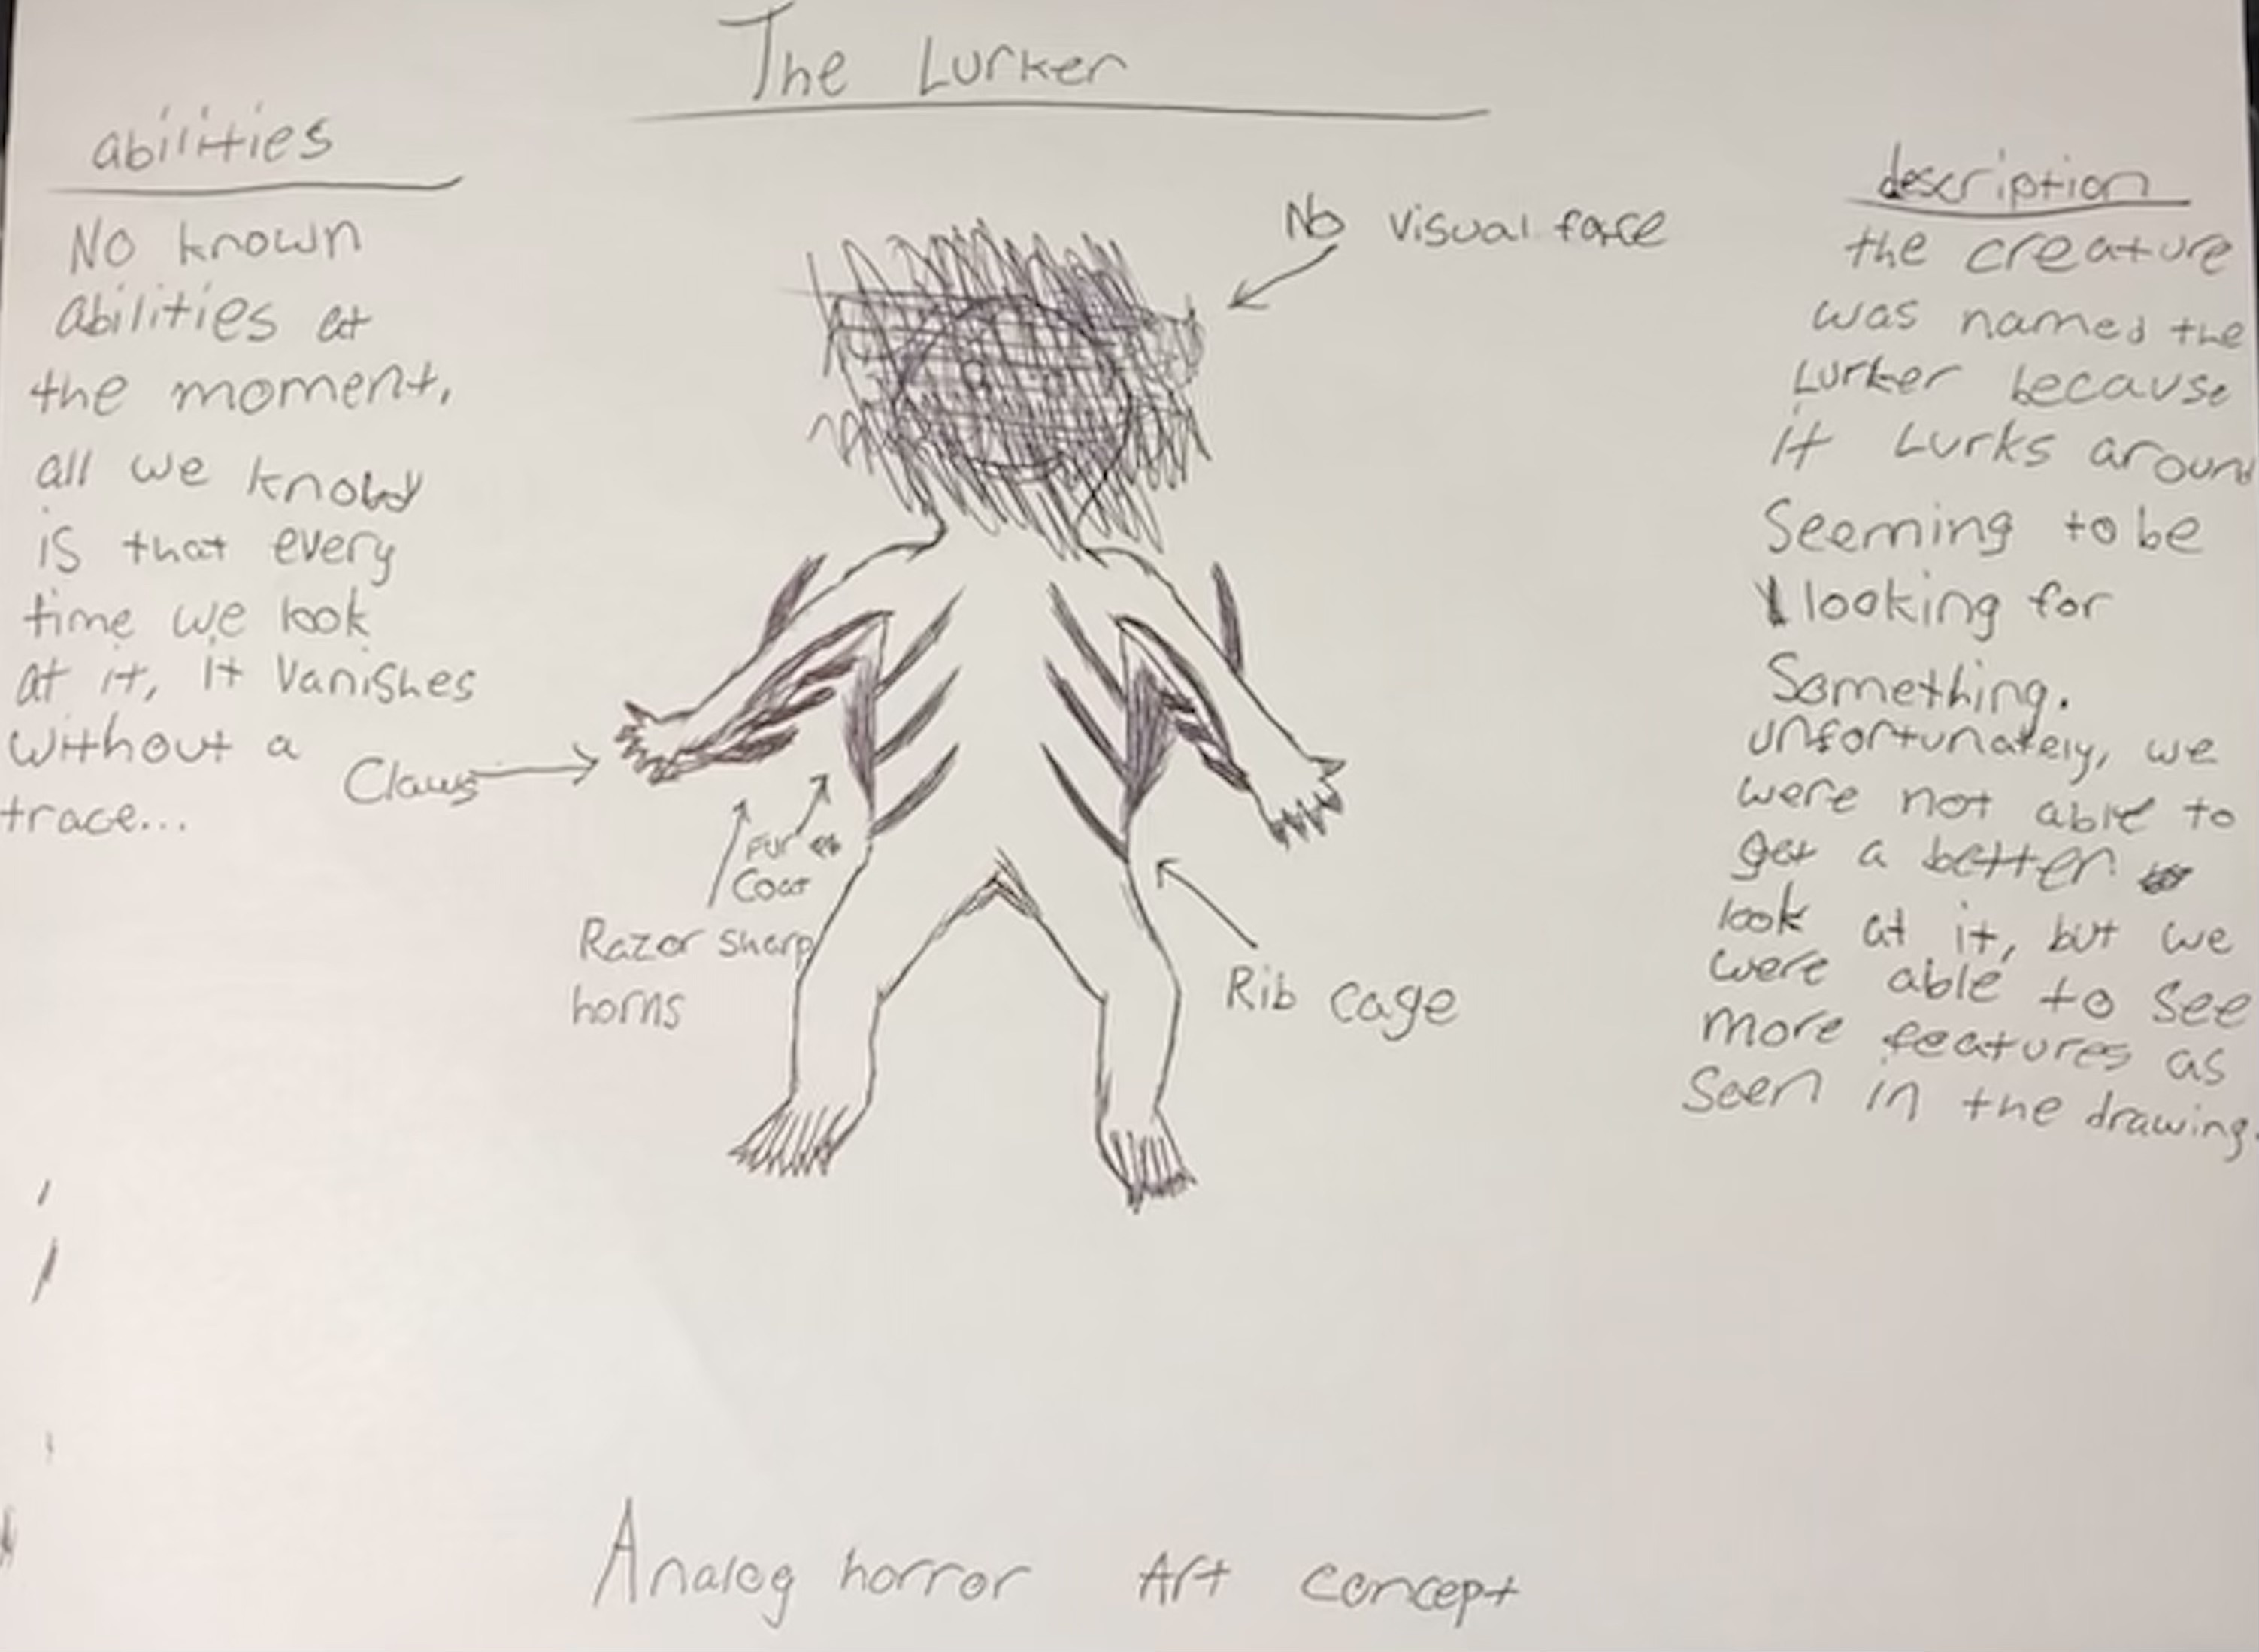 The Lurker
abilities
No known
abilities at
the moment,
all we know
is that every
time we look
at it, it vanishes
without a
trace...
No visual face
Claws
Fur
Coat
Razor sharp
horns
Rib cage
description
the creature
was named the
Lurker because
it Lurks around
Seeming to be
looking for
Something.
unfortunately, we
were not able to
get a better
look at it, but we
were able to see
more features as
seen in the drawing.
Analog horror Art concept